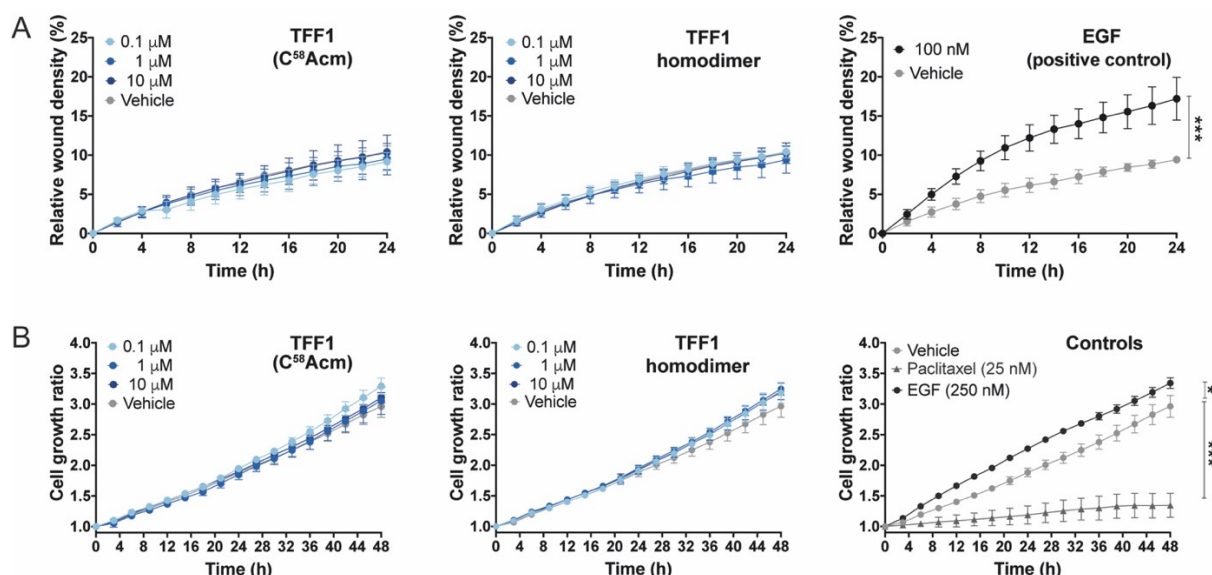 A
TFF1
(C⁵⁸Acm)
Relative wound density (%)
25
20
15
10
5
0
0.1 μM
1 μM
10 μM
Vehicle
0 4 8 12 16 20 24
Time (h)
TFF1
homodimer
Relative wound density (%)
25
20
15
10
5
0
0.1 μM
1 μM
10 μM
Vehicle
0 4 8 12 16 20 24
Time (h)
EGF
(positive control)
Relative wound density (%)
25
20
15
10
5
0
100 nM
Vehicle
***
0 4 8 12 16 20 24
Time (h)
B
TFF1
(C⁵⁸Acm)
Cell growth ratio
4.0
3.5
3.0
2.5
2.0
1.5
1.0
0.1 μM
1 μM
10 μM
Vehicle
0 4 8 12 16 20 24 28 32 36 40 44 48
Time (h)
TFF1
homodimer
Cell growth ratio
4.0
3.5
3.0
2.5
2.0
1.5
1.0
0.1 μM
1 μM
10 μM
Vehicle
0 4 8 12 16 20 24 28 32 36 40 44 48
Time (h)
Controls
Cell growth ratio
4.0
3.5
3.0
2.5
2.0
1.5
1.0
Vehicle
Paclitaxel (25 nM)
EGF (250 nM)
*
***
0 4 8 12 16 20 24 28 32 36 40 44 48
Time (h)